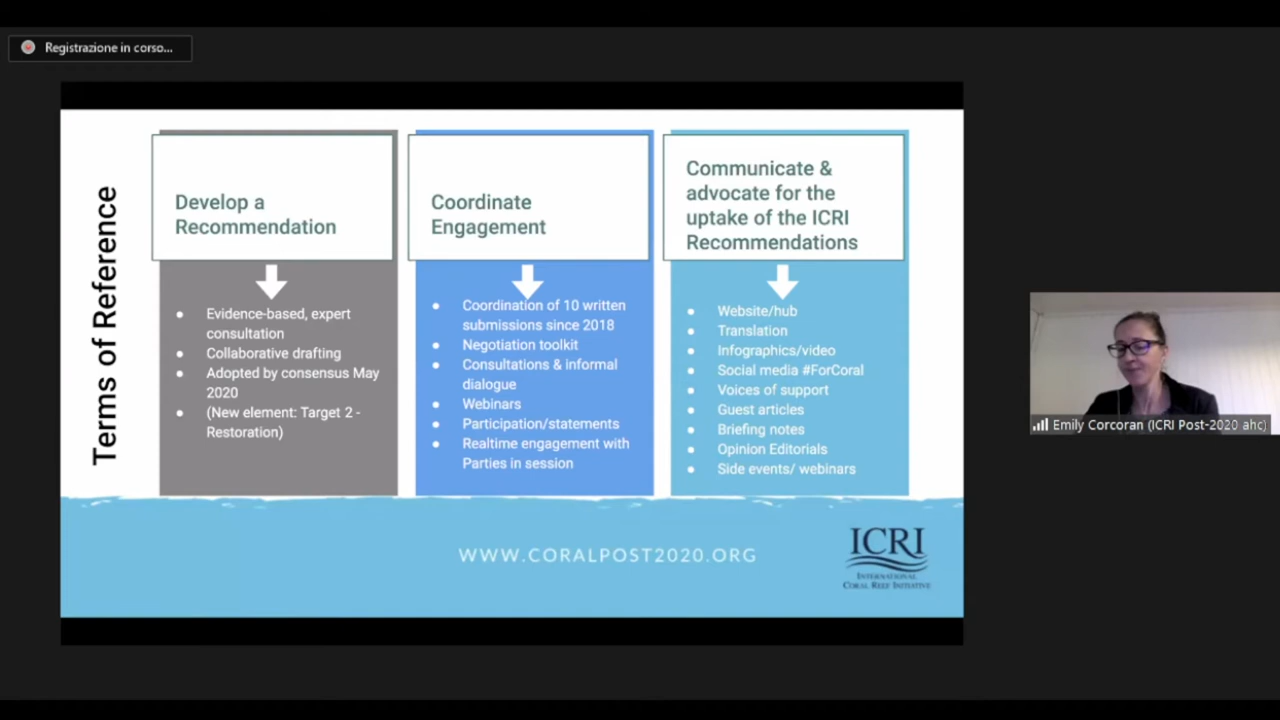 Registrazione in corso...
Terms of Reference
Develop a
Recommendation
Evidence-based, expert
consultation
Collaborative drafting
Adopted by consensus May
2020
(New element: Target 2 -
Restoration)
Coordinate
Engagement
Coordination of 10 written
submissions since 2018
Negotiation toolkit
Consultations & informal
dialogue
Webinars
Participation/statements
Realtime engagement with
Parties in session
Communicate &
advocate for the
uptake of the ICRI
Recommendations
Website/hub
Translation
Infographics/video
Social media #ForCoral
Voices of support
Guest articles
Briefing notes
Opinion Editorials
Side events/ webinars
WWW.CORALPOST2020.ORG
ICRI
INTERNATIONAL
CORAL REEF INITIATIVE
Emily Corcoran (ICRI Post-2020 ahc)